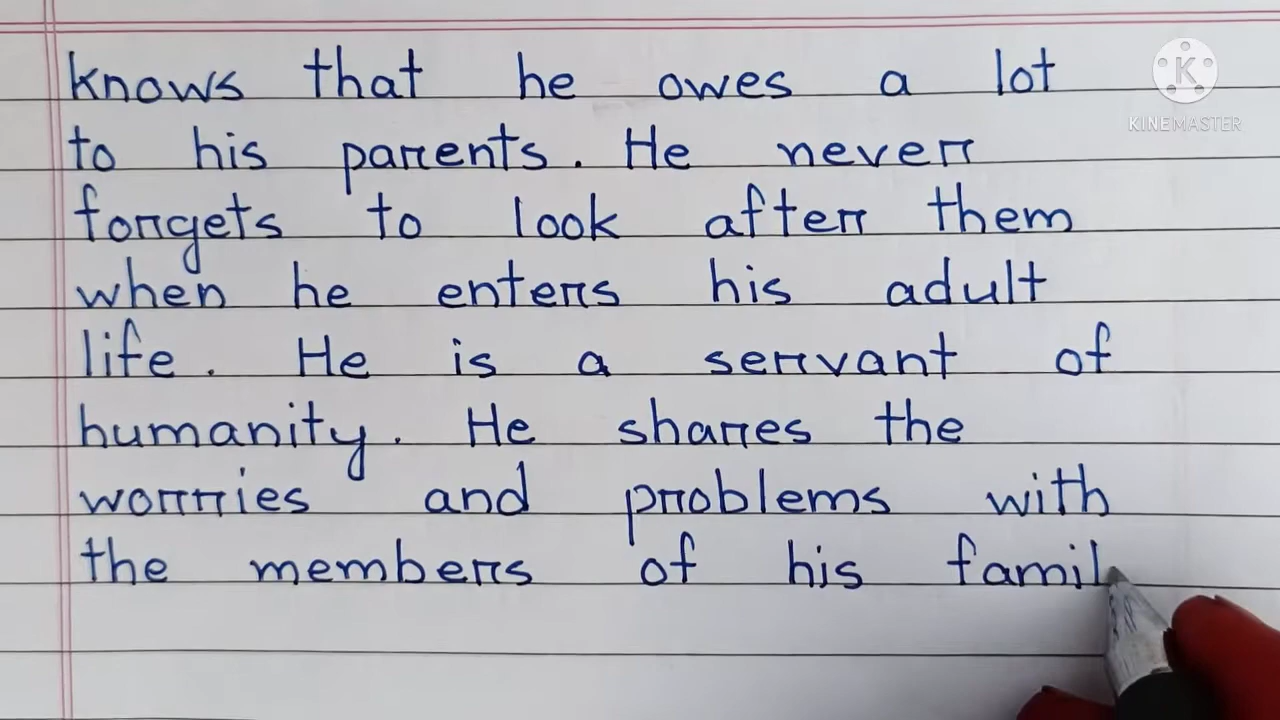 knows that he owes a lot
to his parents. He never
forgets to look after them
when he enters his adult
life. He is a servant of
humanity. He shares the
worries and problems with
the members of his famil
K
KINEMASTER